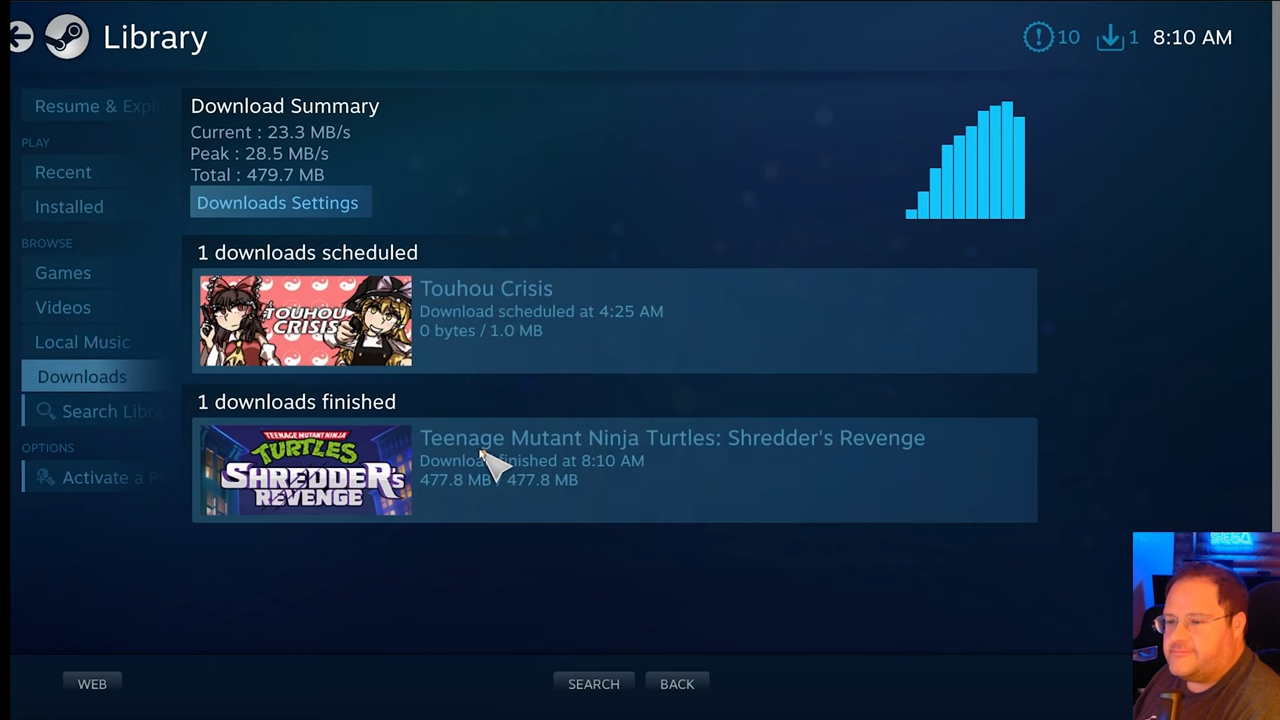 Library
10
1
8:10 AM
Resume & Expl
PLAY
Recent
Installed
BROWSE
Games
Videos
Local Music
Downloads
Search Libra
OPTIONS
Activate a P
Download Summary
Current : 23.3 MB/s
Peak : 28.5 MB/s
Total : 479.7 MB
Downloads Settings
1 downloads scheduled
TOUHOU
CRISIS
Touhou Crisis
Download scheduled at 4:25 AM
0 bytes / 1.0 MB
1 downloads finished
TEENAGE MUTANT NINJA
TURTLES
SHREDDER'S
REVENGE
Teenage Mutant Ninja Turtles: Shredder's Revenge
Download finished at 8:10 AM
477.8 MB / 477.8 MB
SEGA
WEB
SEARCH
BACK